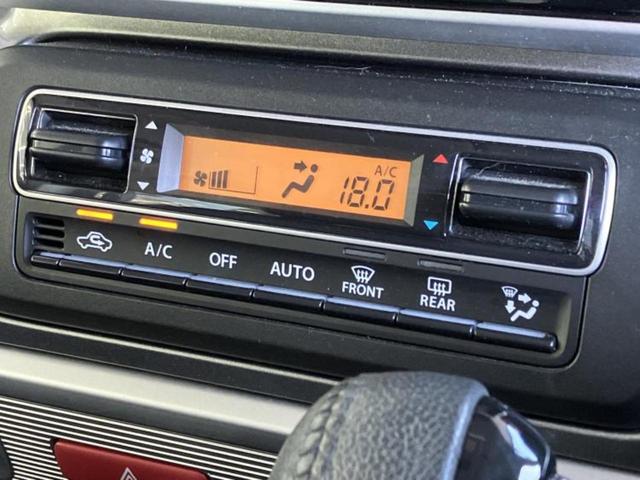 A/C
18.0
A/C OFF AUTO FRONT REAR